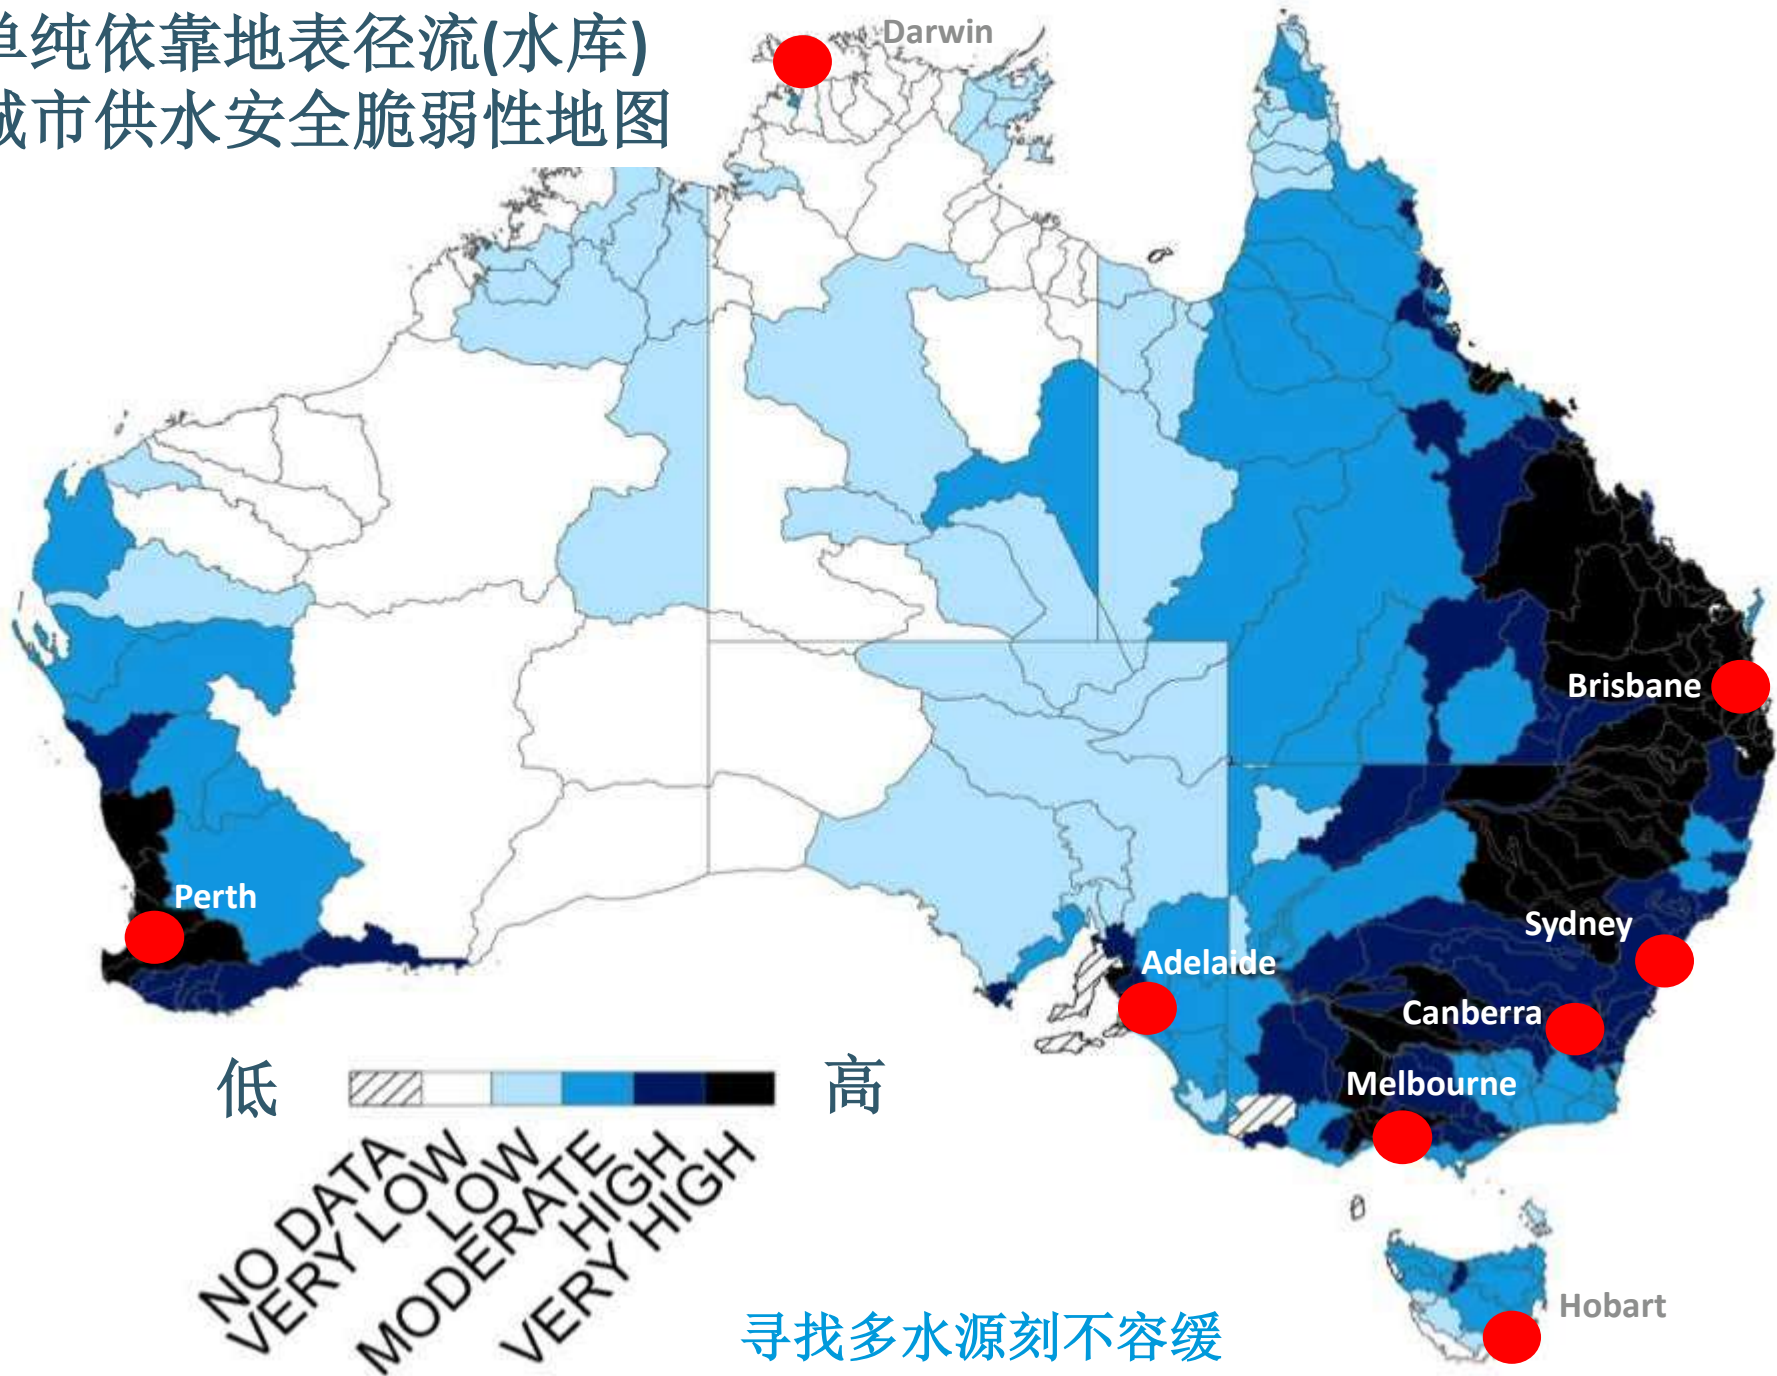 单纯依靠地表径流(水库)
城市供水安全脆弱性地图
Darwin
Brisbane
Perth
Sydney
Adelaide
Canberra
Melbourne
低
高
NO DATA
VERY LOW
LOW
MODERATE
HIGH
VERY HIGH
Hobart
寻找多水源刻不容缓